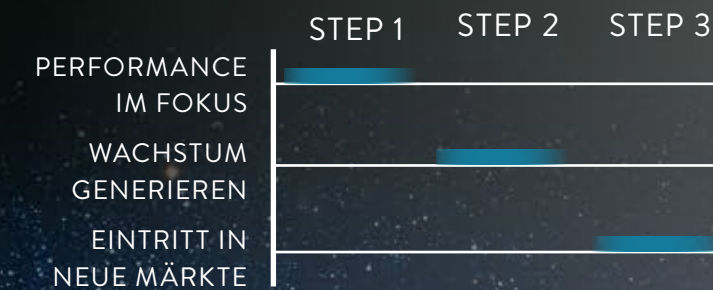 STEP 1 STEP 2 STEP 3
PERFORMANCE
IM FOKUS
WACHSTUM
GENERIEREN
EINTRITT IN
NEUE MÄRKTE